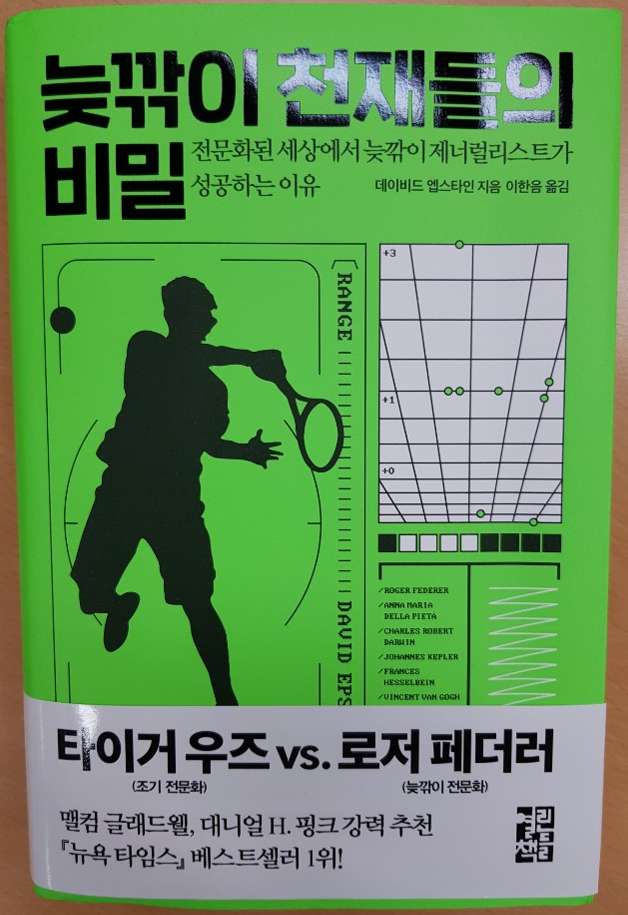 늦깎이 천재들의
비밀
전문화된 세상에서 늦깎이 제너럴리스트가
성공하는 이유
데이비드 엡스타인 지음 이한음 옮김
[RANGE
DAVID EPS
+3
+1
+0
/ROGER FEDERER
/ANNA MARIA
DELLA PIETÀ
/CHARLES ROBERT
DARWIN
/JOHANNES KEPLER
/FRANCES
HESSELBEIN
/VINCENT VAN GOGH
타이거 우즈 vs. 로저 페더러
(조기 전문화)
(늦깎이 전문화)
맬컴 글래드웰, 대니얼 H. 핑크 강력 추천
『뉴욕 타임스』 베스트셀러 1위!
열린
책들